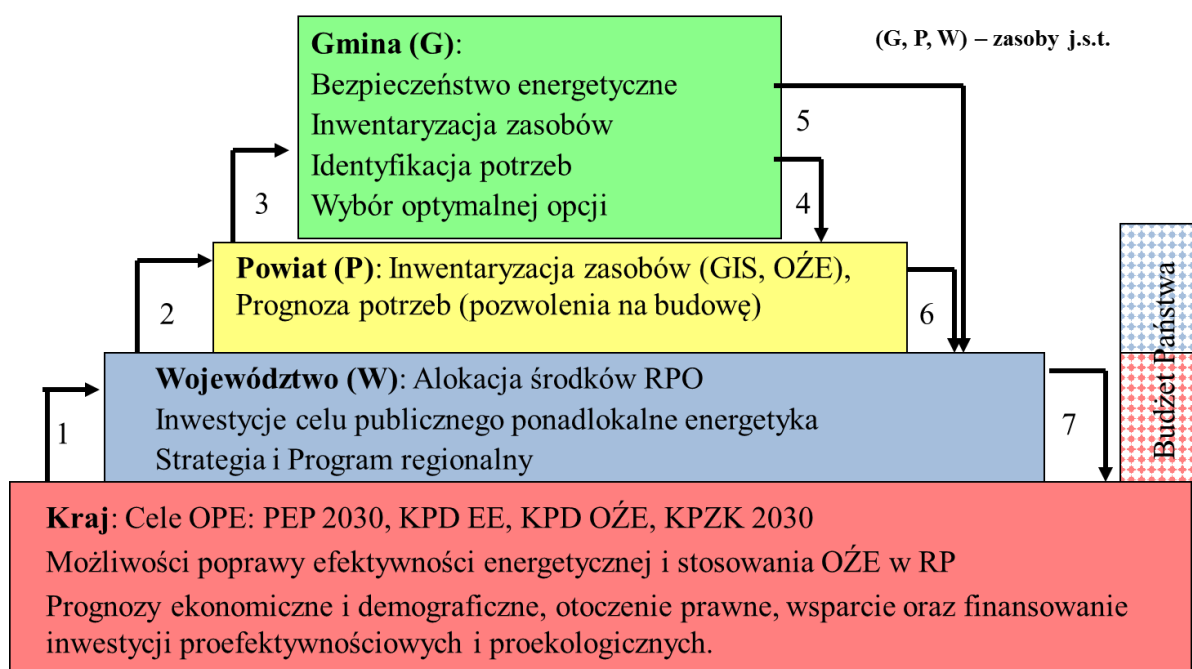 Gmina (G):
(G, P, W) – zasoby j.s.t.
Bezpieczeństwo energetyczne
Inwentaryzacja zasobów
Identyfikacja potrzeb
Wybór optymalnej opcji
5
3
4
Powiat (P): Inwentaryzacja zasobów (GIS, OŹE),
Prognoza potrzeb (pozwolenia na budowę)
2
6
Województwo (W): Alokacja środków RPO
Inwestycje celu publicznego ponadlokalne energetyka
Strategia i Program regionalny
1
7
Budżet Państwa
Kraj: Cele OPE: PEP 2030, KPD EE, KPD OŹE, KPZK 2030
Możliwości poprawy efektywności energetycznej i stosowania OŹE w RP
Prognozy ekonomiczne i demograficzne, otoczenie prawne, wsparcie oraz finansowanie
inwestycji proefektywnościowych i proekologicznych.